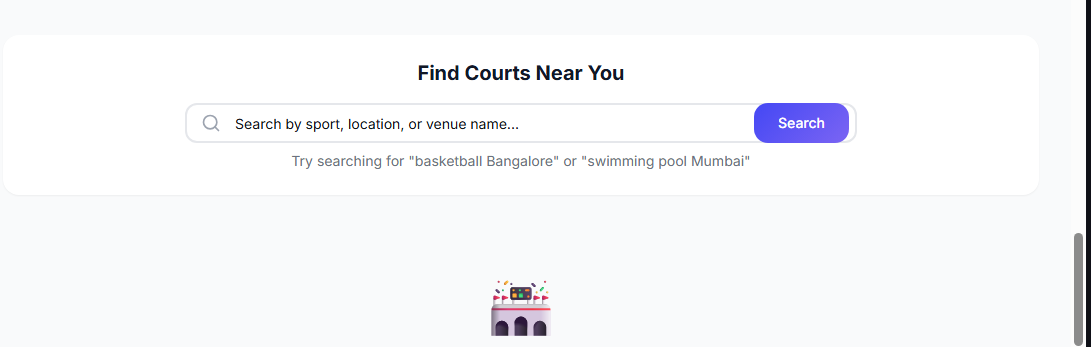 Find Courts Near You
Search by sport, location, or venue name...
Search
Try searching for "basketball Bangalore" or "swimming pool Mumbai"